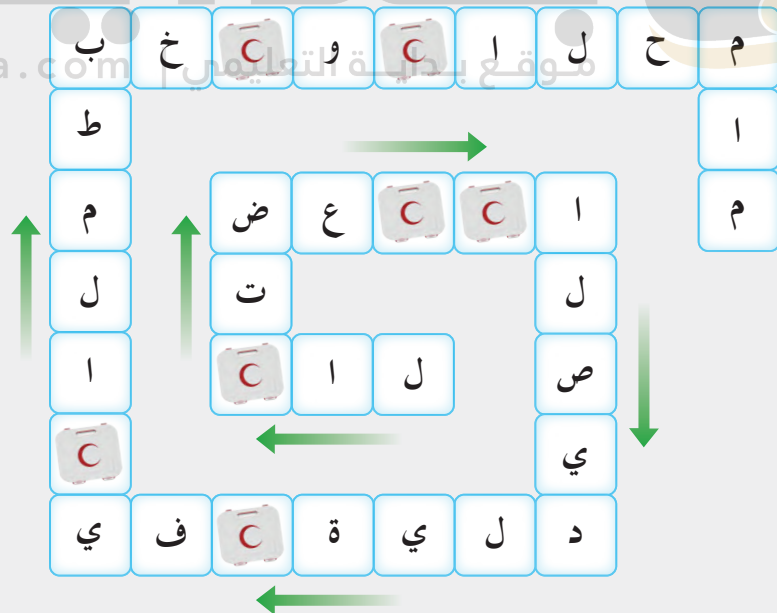 م ح ل ا و خ ب
موقع بداية التعليمي | a.com
ا ط
م ا ع ض م
ل ت ل
ص ل ا ا
ي
د ل ي ة ف ي